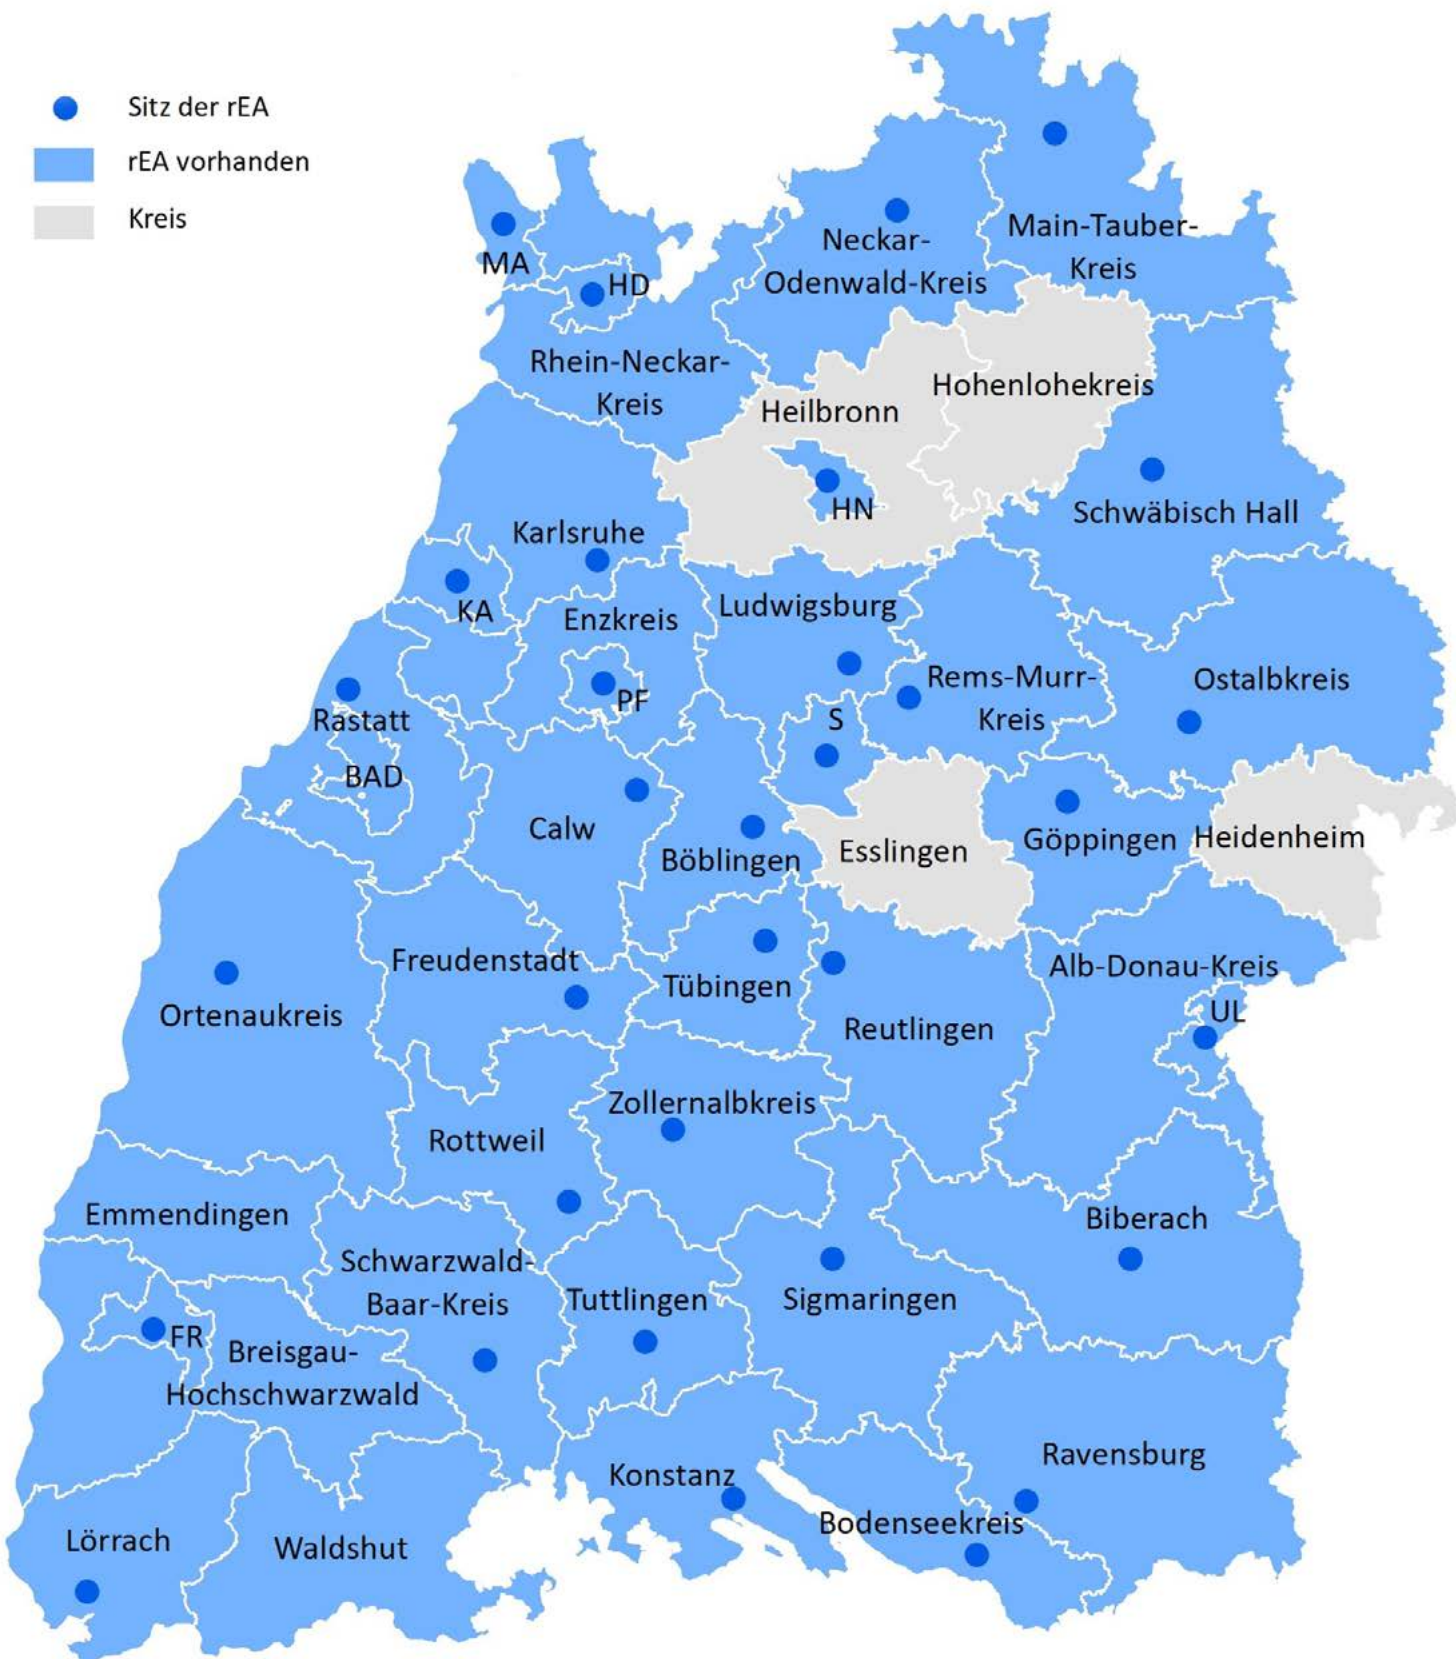 Sitz der rEA
rEA vorhanden
Kreis
Main-Tauber-
Kreis
Neckar-
Odenwald-Kreis
MA
HD
Rhein-Neckar-
Kreis
Hohenlohekreis
Heilbronn
HN
Schwäbisch Hall
Karlsruhe
KA
Enzkreis
Ludwigsburg
PF
Rems-Murr-
Kreis
Ostalbkreis
S
Rastatt
BAD
Calw
Böblingen
Esslingen
Göppingen
Heidenheim
Freudenstadt
Tübingen
Alb-Donau-Kreis
UL
Ortenaukreis
Reutlingen
Zollernalbkreis
Rottweil
Emmendingen
Biberach
Schwarzwald-
Baar-Kreis
Tuttlingen
Sigmaringen
FR
Breisgau-
Hochschwarzwald
Konstanz
Ravensburg
Bodenseekreis
Lörrach
Waldshut